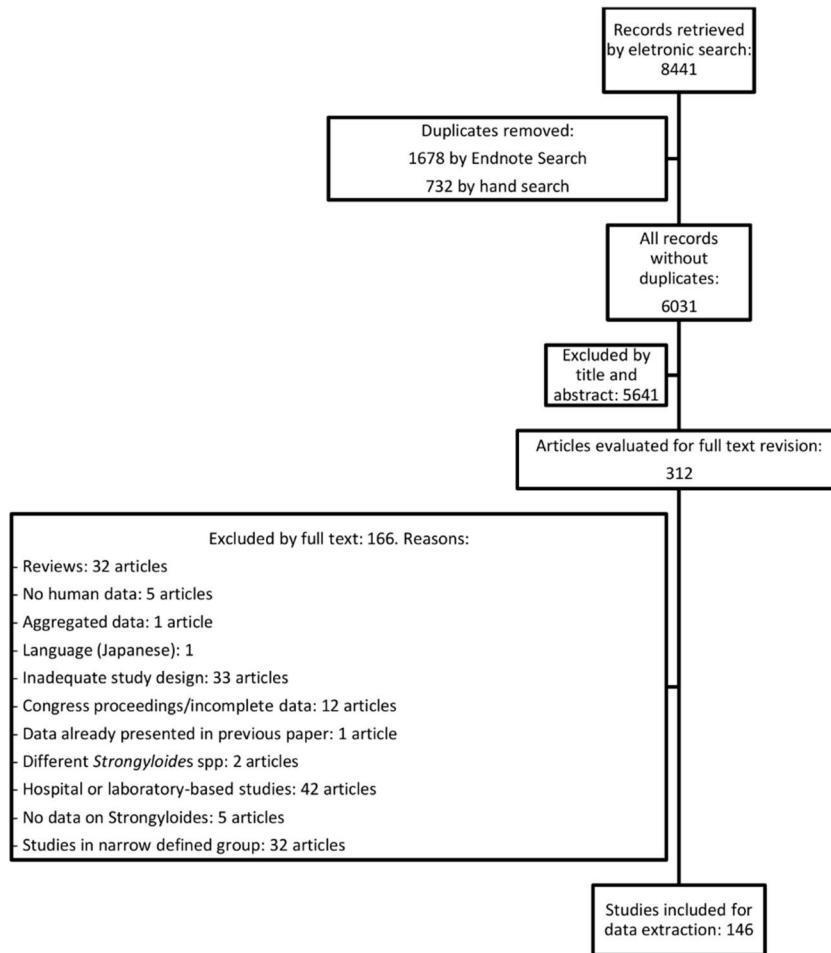 Records retrieved
by eletronic search:
8441
Duplicates removed:
1678 by Endnote Search
732 by hand search
All records
without
duplicates:
6031
Excluded by
title and
abstract: 5641
Articles evaluated for full text revision:
312
Excluded by full text: 166. Reasons:
- Reviews: 32 articles
- No human data: 5 articles
- Aggregated data: 1 article
- Language (Japanese): 1
- Inadequate study design: 33 articles
- Congress proceedings/incomplete data: 12 articles
- Data already presented in previous paper: 1 article
- Different Strongyloides spp: 2 articles
- Hospital or laboratory-based studies: 42 articles
- No data on Strongyloides: 5 articles
- Studies in narrow defined group: 32 articles
Studies included for
data extraction: 146